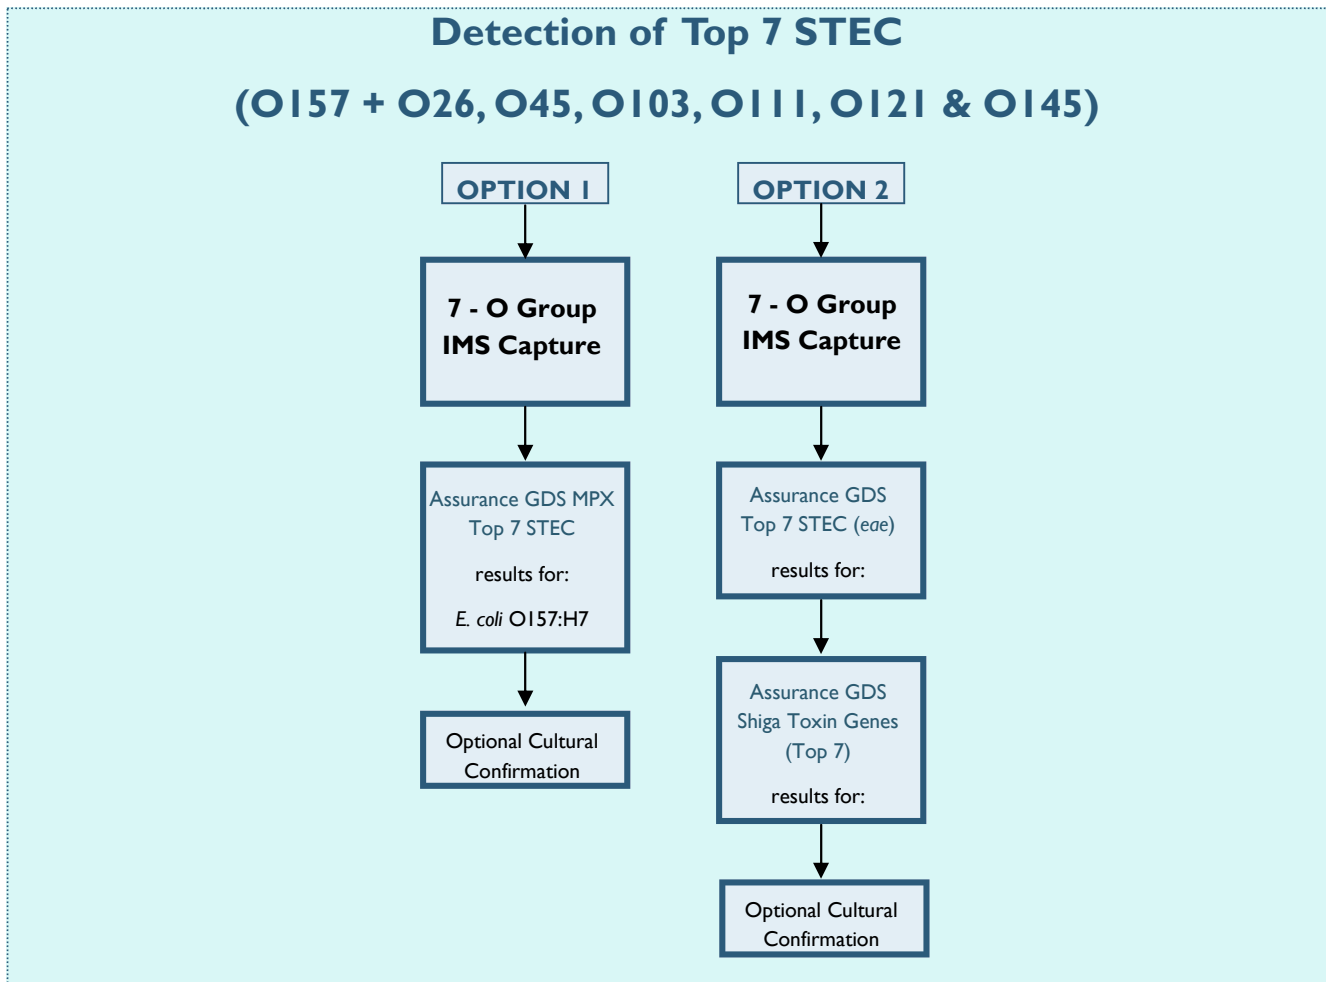 Detection of Top 7 STEC
(O157 + O26, O45, O103, O111, O121 & O145)
OPTION 1
7 - O Group
IMS Capture
Assurance GDS MPX
Top 7 STEC
results for:
E. coli O157:H7
Optional Cultural
Confirmation
OPTION 2
7 - O Group
IMS Capture
Assurance GDS
Top 7 STEC (eae)
results for:
Assurance GDS
Shiga Toxin Genes
(Top 7)
results for:
Optional Cultural
Confirmation